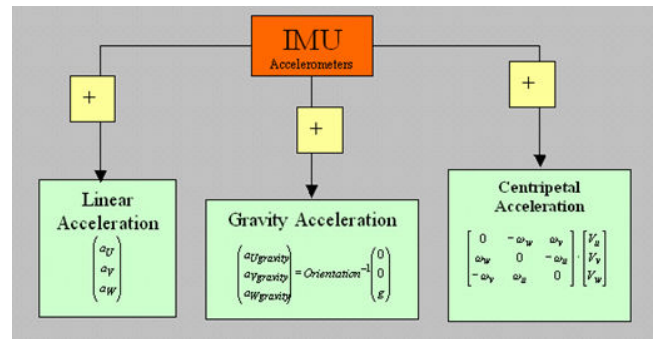 IMU
Accelerometers
+
+
+
Linear
Acceleration
(a_U)
(a_V)
(a_W)
Gravity Acceleration
(a_Ugravity) (0)
(a_Vgravity) = Orientation⁻¹ (0)
(a_Wgravity) (g)
Centripetal
Acceleration
[0 -ω_w ω_v] [V_u]
[ω_w 0 -ω_u] · [V_v]
[-ω_v ω_u 0] [V_w]